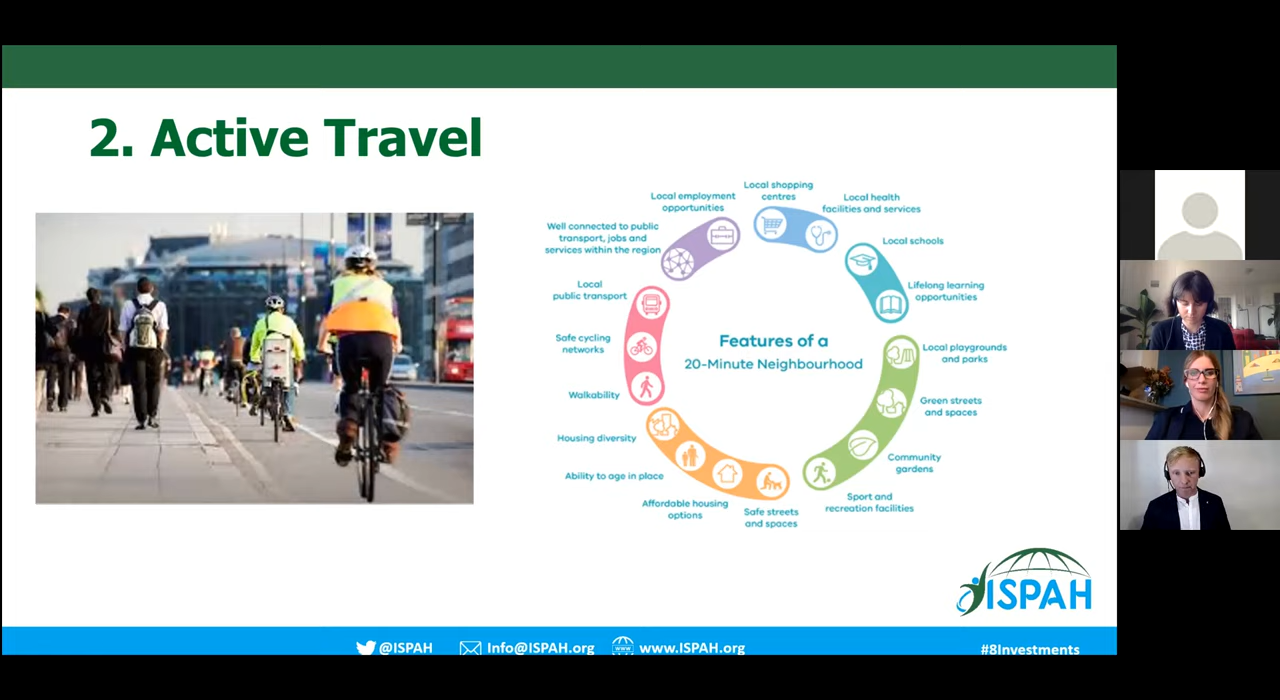 2. Active Travel
Local shopping
centres
Local health
facilities and services
Local schools
Lifelong learning
opportunities
Local playgrounds
and parks
Green streets
and spaces
Community
gardens
Sport and
recreation facilities
Safe streets
and spaces
Affordable housing
options
Ability to age in place
Housing diversity
Walkability
Safe cycling
networks
Local
public transport
Well connected to public
transport, jobs and
services within the region
Local employment
opportunities
Features of a
20-Minute Neighbourhood
ISPAH
@ISPAH
Info@ISPAH.org
www
www.ISPAH.org
#8Investments